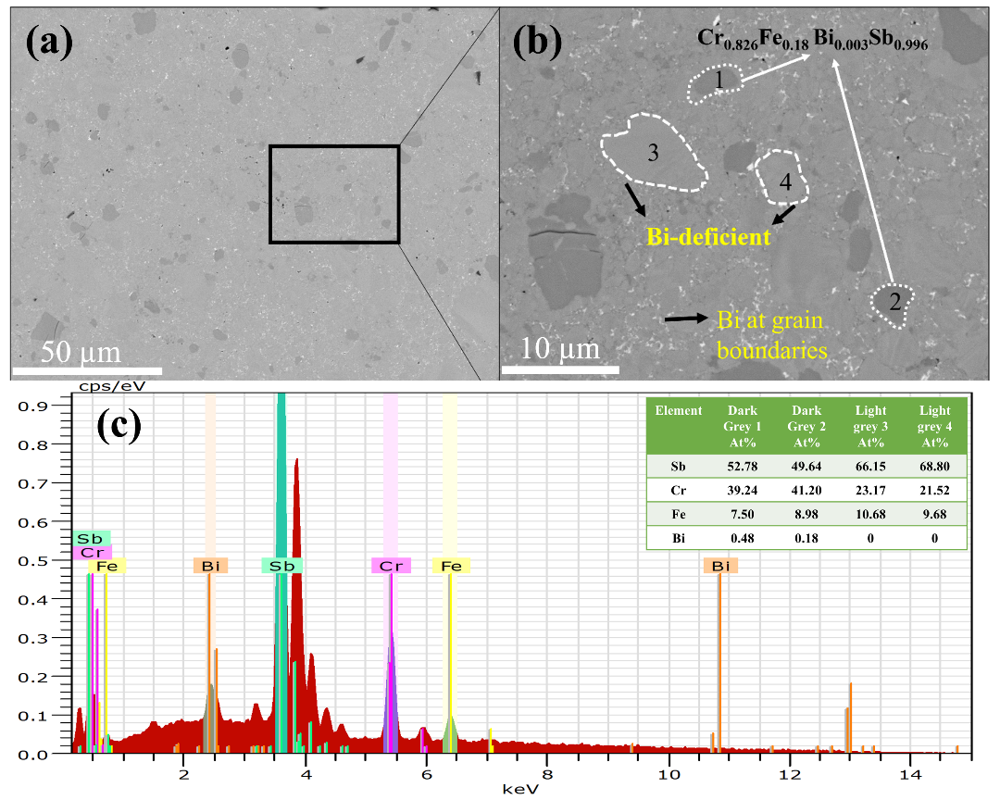 (a)
50 µm
(b)
Cr0.826Fe0.18 Bi0.003Sb0.996
1
3
4
Bi-deficient
2
Bi at grain
boundaries
10 µm
cps/eV
(c)
0.9
0.8
0.7
0.6
0.5
0.4
0.3
0.2
0.1
0.0
Sb
Cr
Fe
Bi
Sb
Cr
Fe
Bi
2
4
6
8
10
12
14
keV
Element Dark Grey 1 At% Dark Grey 2 At% Light grey 3 At% Light grey 4 At%
Sb 52.78 49.64 66.15 68.80
Cr 39.24 41.20 23.17 21.52
Fe 7.50 8.98 10.68 9.68
Bi 0.48 0.18 0 0